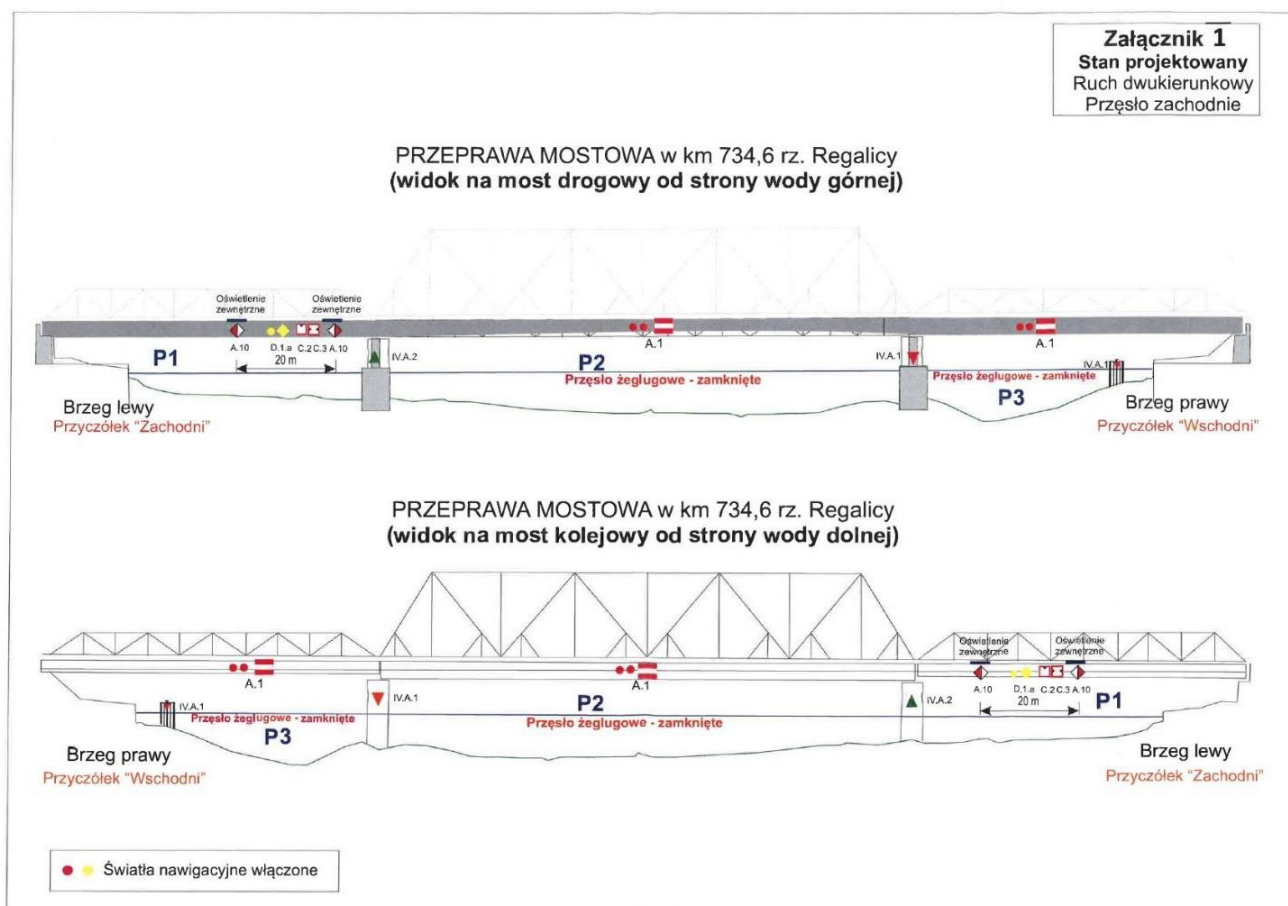 Załącznik 1
Stan projektowany
Ruch dwukierunkowy
Przęsło zachodnie
PRZEPRAWA MOSTOWA w km 734,6 rz. Regalicy
(widok na most drogowy od strony wody górnej)
Oświetlenie zewnętrzne
Oświetlenie zewnętrzne
A.10 D.1.a C.2 C.3 A.10
20 m
P1
IV.A.2
P2
A.1
Przęsło żeglugowe - zamknięte
IV.A.1
A.1
IV.A.1
Przęsło żeglugowe - zamknięte
P3
Brzeg lewy
Przyczółek "Zachodni"
Brzeg prawy
Przyczółek "Wschodni"
PRZEPRAWA MOSTOWA w km 734,6 rz. Regalicy
(widok na most kolejowy od strony wody dolnej)
Oświetlenie zewnętrzne
Oświetlenie zewnętrzne
A.1
A.1
A.10 D.1.a C.2 C.3 A.10
20 m
IV.A.1
Przęsło żeglugowe - zamknięte
P3
IV.A.1
P2
Przęsło żeglugowe - zamknięte
IV.A.2
P1
Brzeg prawy
Przyczółek "Wschodni"
Brzeg lewy
Przyczółek "Zachodni"
Światła nawigacyjne włączone